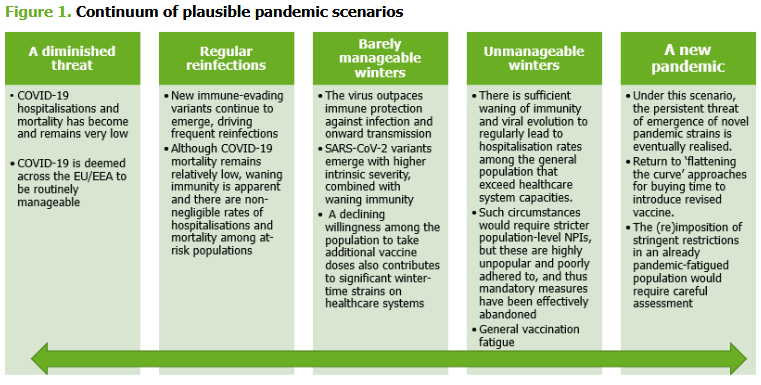 Figure 1. Continuum of plausible pandemic scenarios
A diminished
threat
• COVID-19
hospitalisations and
mortality has become
and remains very low
• COVID-19 is deemed
across the EU/EEA to
be routinely
manageable
Regular
reinfections
• New immune-evading
variants continue to
emerge, driving
frequent reinfections
• Although COVID-19
mortality remains
relatively low, waning
immunity is apparent
and there are non-
negligible rates of
hospitalisations and
mortality among at-
risk populations
Barely
manageable
winters
• The virus outpaces
immune protection
against infection and
onward transmission
• SARS-CoV-2 variants
emerge with higher
intrinsic severity,
combined with
waning immunity
• A declining
willingness among the
population to take
additional vaccine
doses also contributes
to significant winter-
time strains on
healthcare systems
Unmanageable
winters
• There is sufficient
waning of immunity
and viral evolution to
regularly lead to
hospitalisation rates
among the general
population that
exceed healthcare
system capacities.
• Such circumstances
would require stricter
population-level NPIs,
but these are highly
unpopular and poorly
adhered to, and thus
mandatory measures
have been effectively
abandoned
• General vaccination
fatigue
A new
pandemic
• Under this scenario,
the persistent threat
of emergence of novel
pandemic strains is
eventually realised.
• Return to ‘flattening
the curve’ approaches
for buying time to
introduce revised
vaccine.
• The (re)imposition of
stringent restrictions
in an already
pandemic-fatigued
population would
require careful
assessment